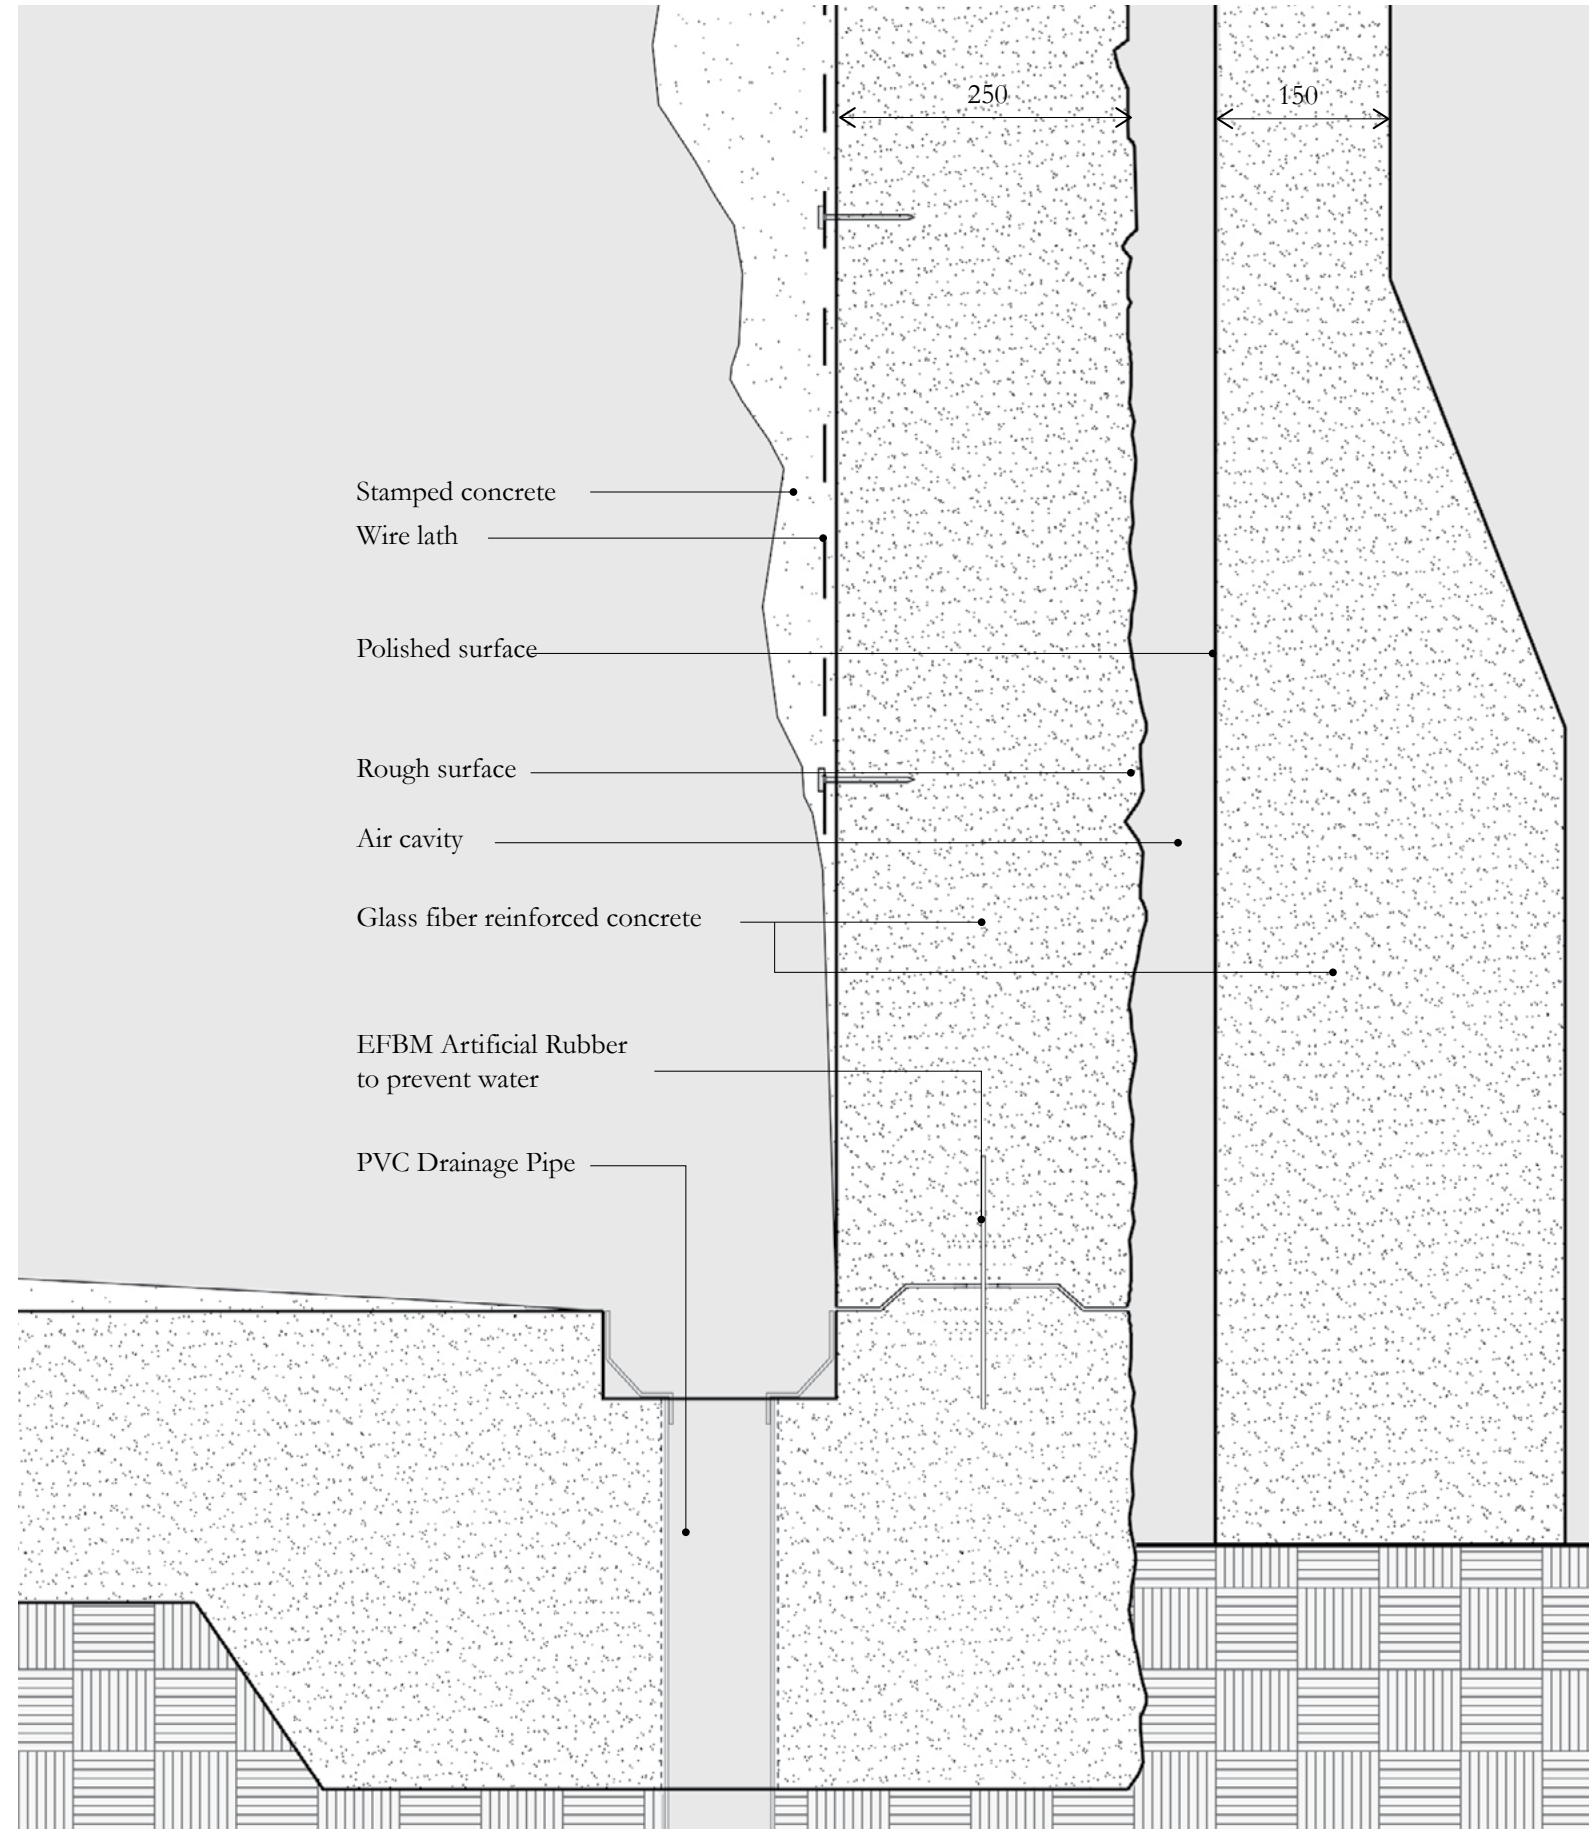 250
150
Stamped concrete
Wire lath
Polished surface
Rough surface
Air cavity
Glass fiber reinforced concrete
EFBM Artificial Rubber
to prevent water
PVC Drainage Pipe